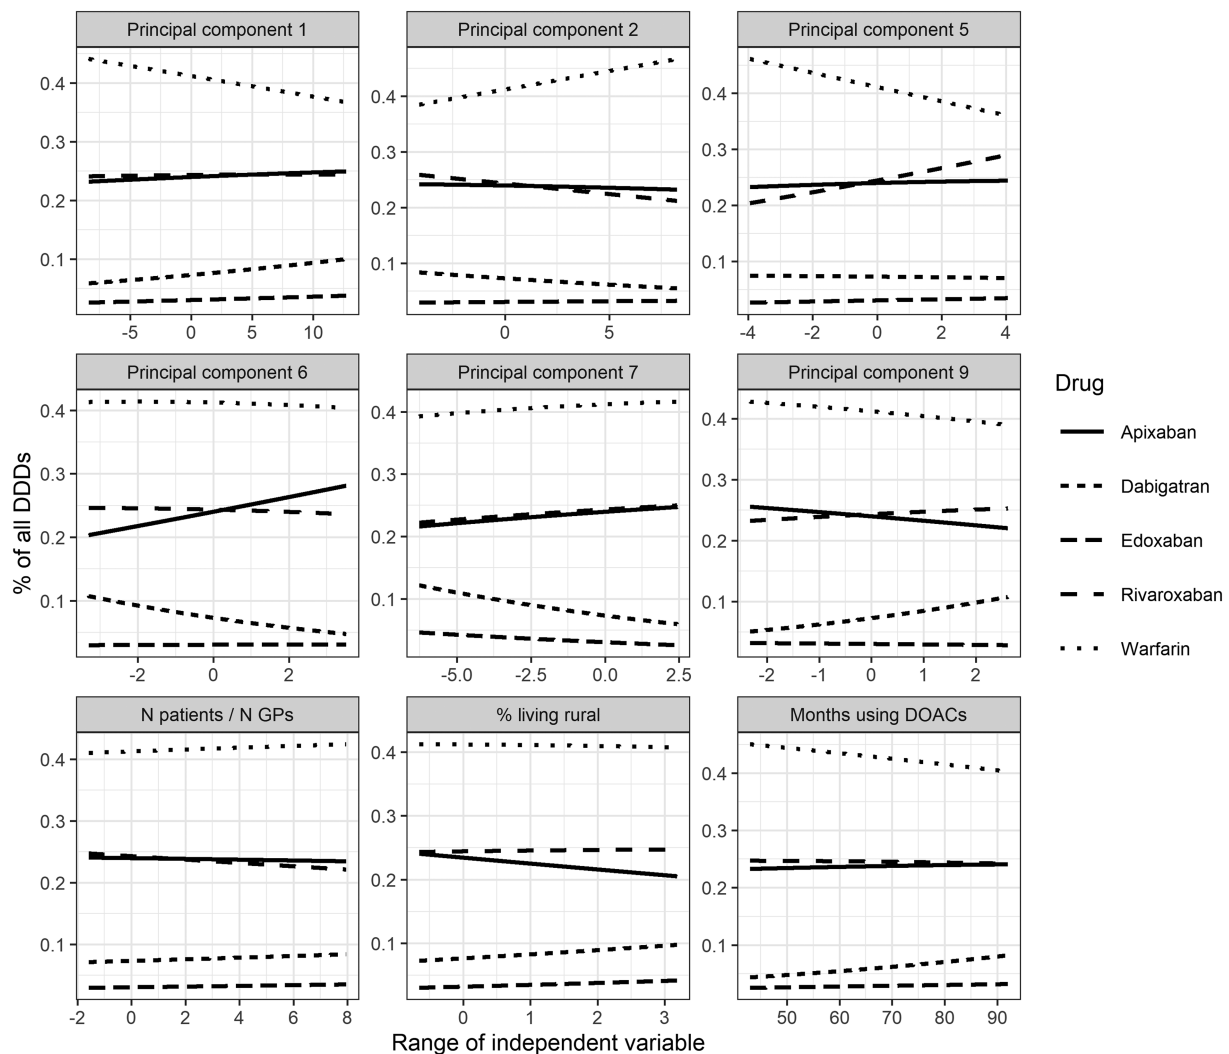 Principal component 1
Principal component 2
Principal component 5
0.4
0.3
0.2
0.1
-5 0 5 10
0.4
0.3
0.2
0.1
0 5
0.4
0.3
0.2
0.1
-4 -2 0 2 4
Principal component 6
Principal component 7
Principal component 9
0.4
0.3
0.2
0.1
-2 0 2
0.4
0.3
0.2
0.1
-5.0 -2.5 0.0 2.5
0.4
0.3
0.2
0.1
-2 -1 0 1 2
N patients / N GPs
% living rural
Months using DOACs
0.4
0.3
0.2
0.1
-2 0 2 4 6 8
0.4
0.3
0.2
0.1
0 1 2 3
0.4
0.3
0.2
0.1
50 60 70 80 90
% of all DDDs
Range of independent variable
Drug
Apixaban
Dabigatran
Edoxaban
Rivaroxaban
Warfarin